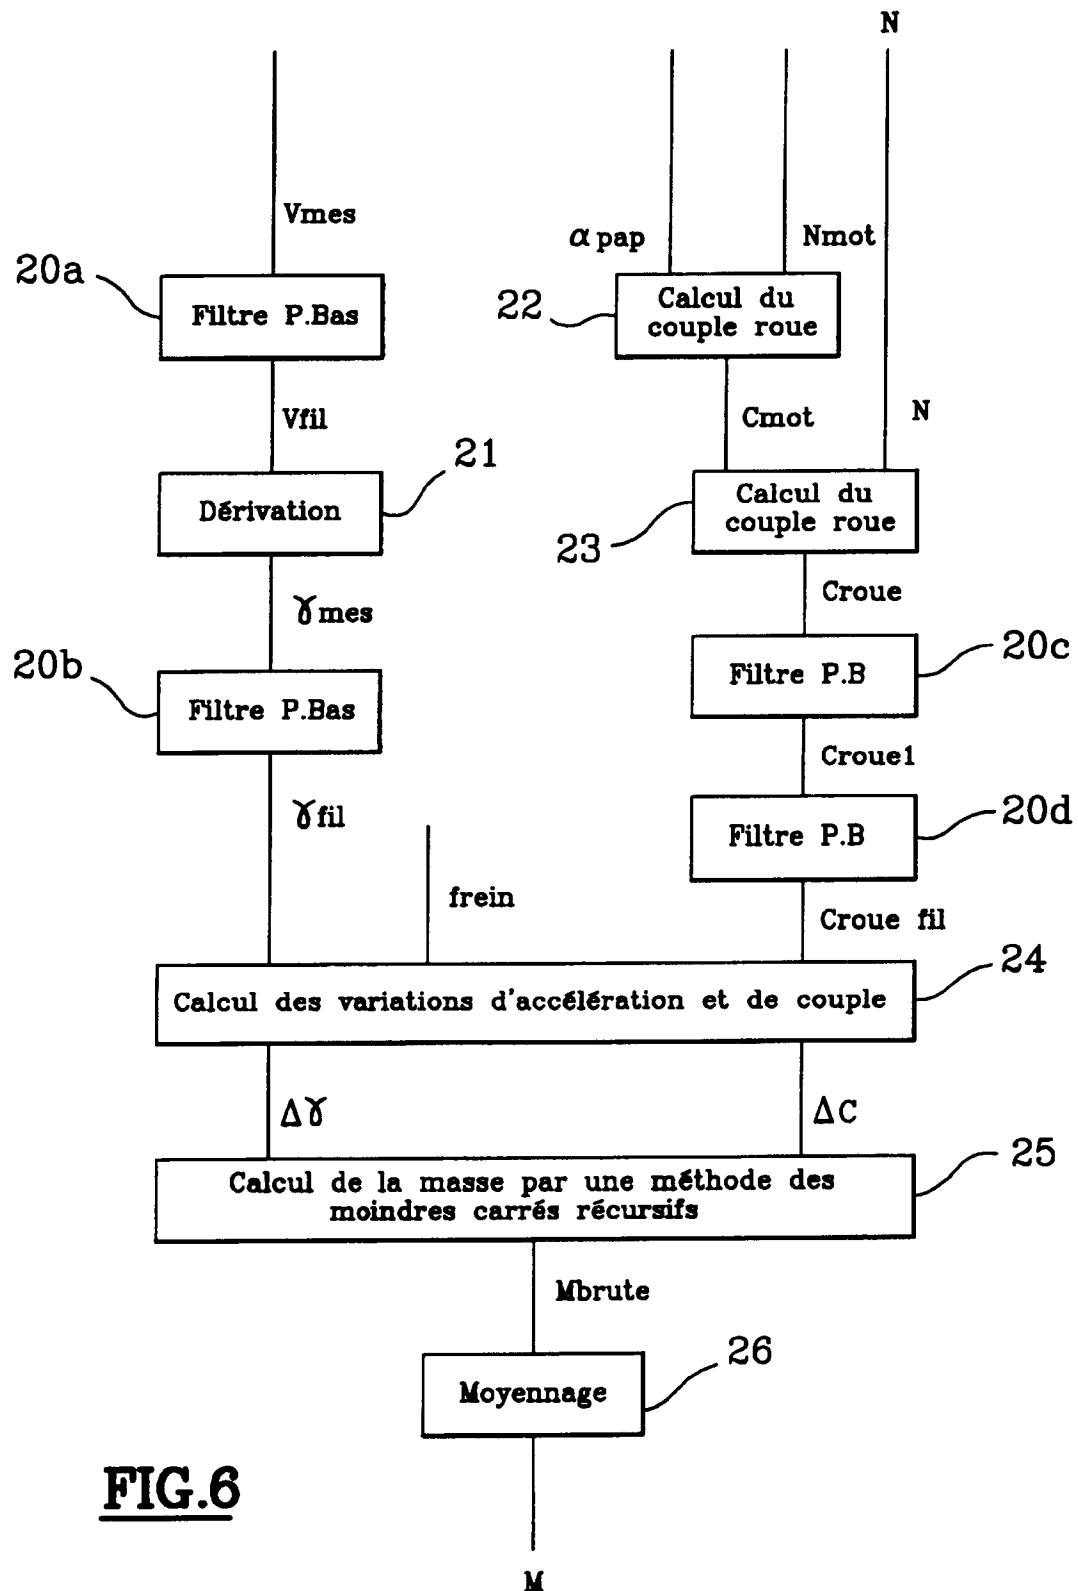 N
Vmes
α pap
Nmot
20a
Filtre P.Bas
22
Calcul du
couple roue
Vfil
Cmot
N
21
Dérivation
23
Calcul du
couple roue
γ mes
Croue
20b
Filtre P.Bas
20c
Filtre P.B
Croue1
γ fil
20d
Filtre P.B
frein
Croue fil
24
Calcul des variations d'accélération et de couple
Δγ
ΔC
25
Calcul de la masse par une méthode des
moindres carrés récursifs
Mbrute
26
Moyennage
FIG.6
M